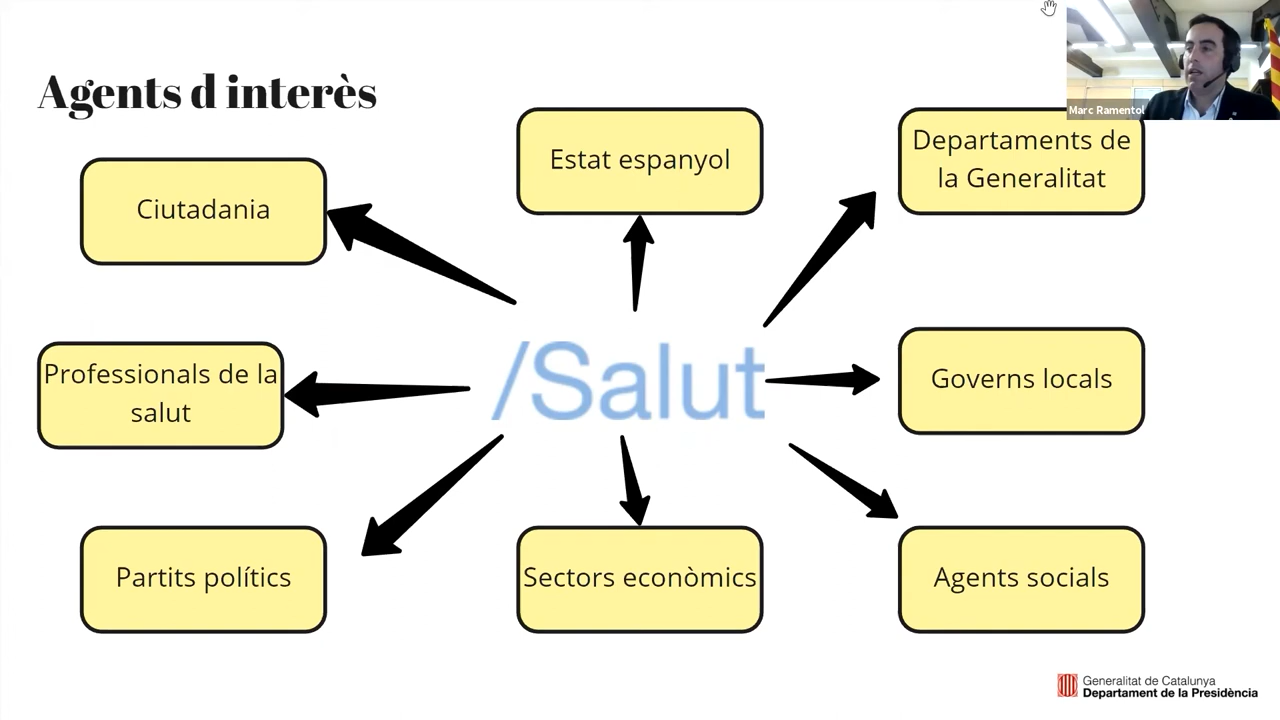 Agents d interès
Marc Ramentol
Ciutadania
Estat espanyol
Departaments de
la Generalitat
Professionals de la
salut
/Salut
Governs locals
Partits polítics
Sectors econòmics
Agents socials
Generalitat de Catalunya
Departament de la Presidència